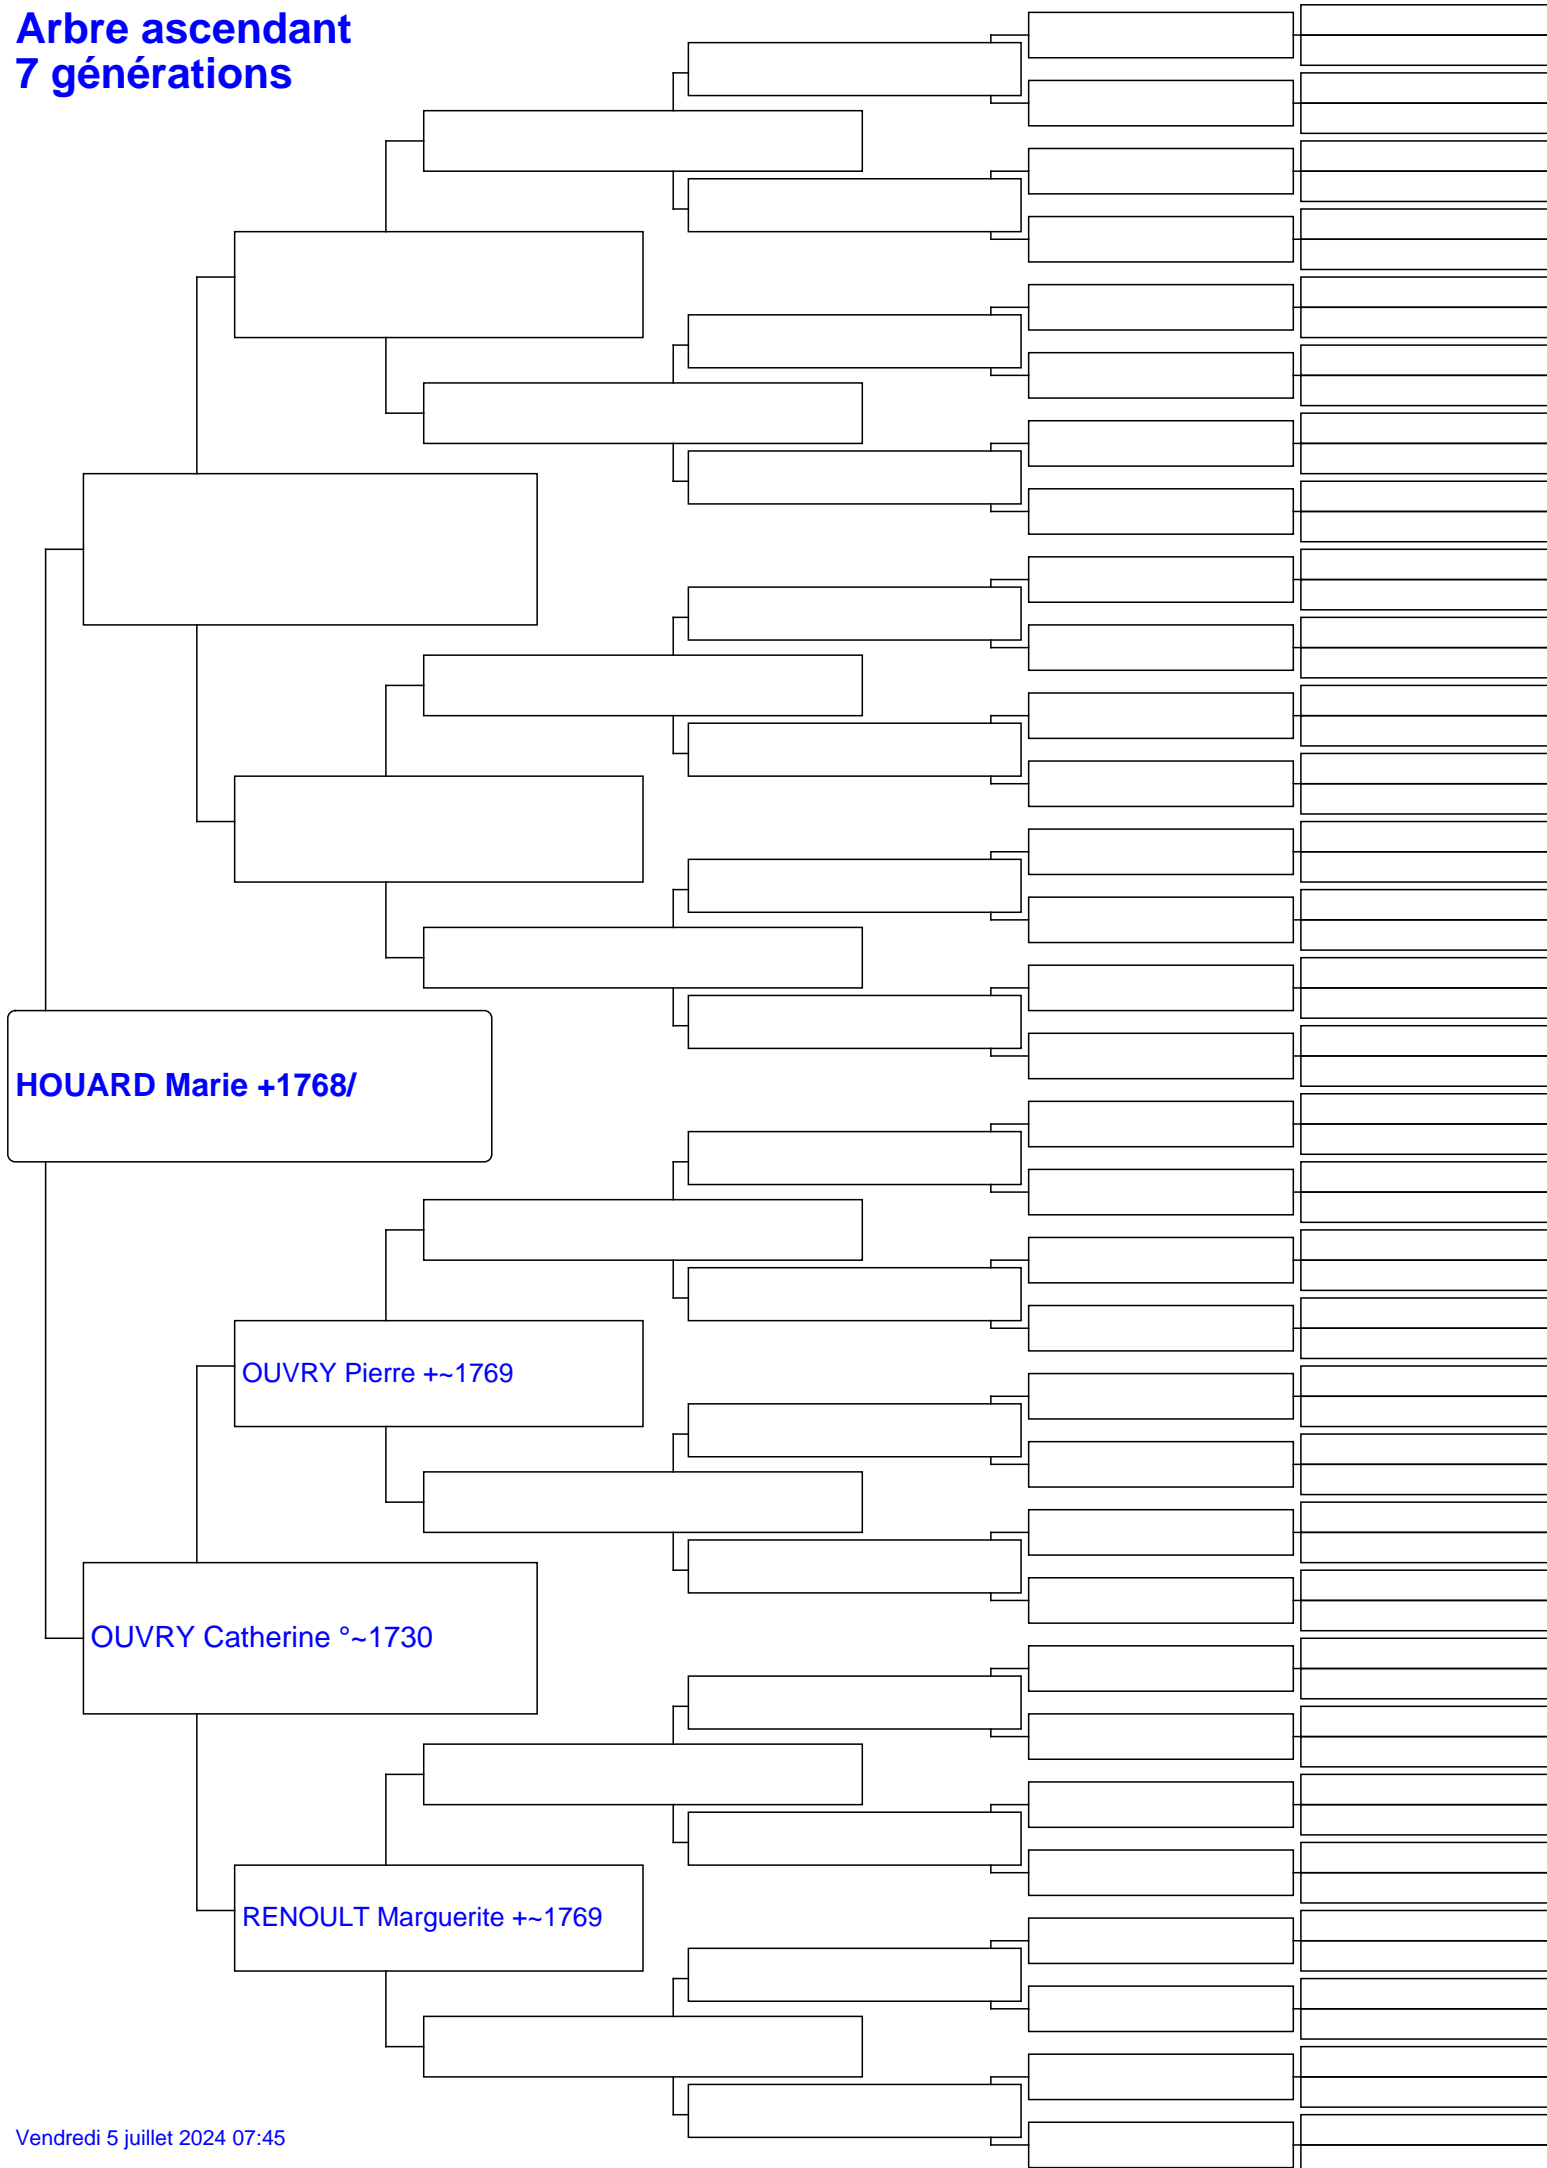 Arbre ascendant
7 générations
HOUARD Marie +1768/
OUVRY Pierre +~1769
OUVRY Catherine °~1730
RENOULT Marguerite +~1769
Vendredi 5 juillet 2024 07:45